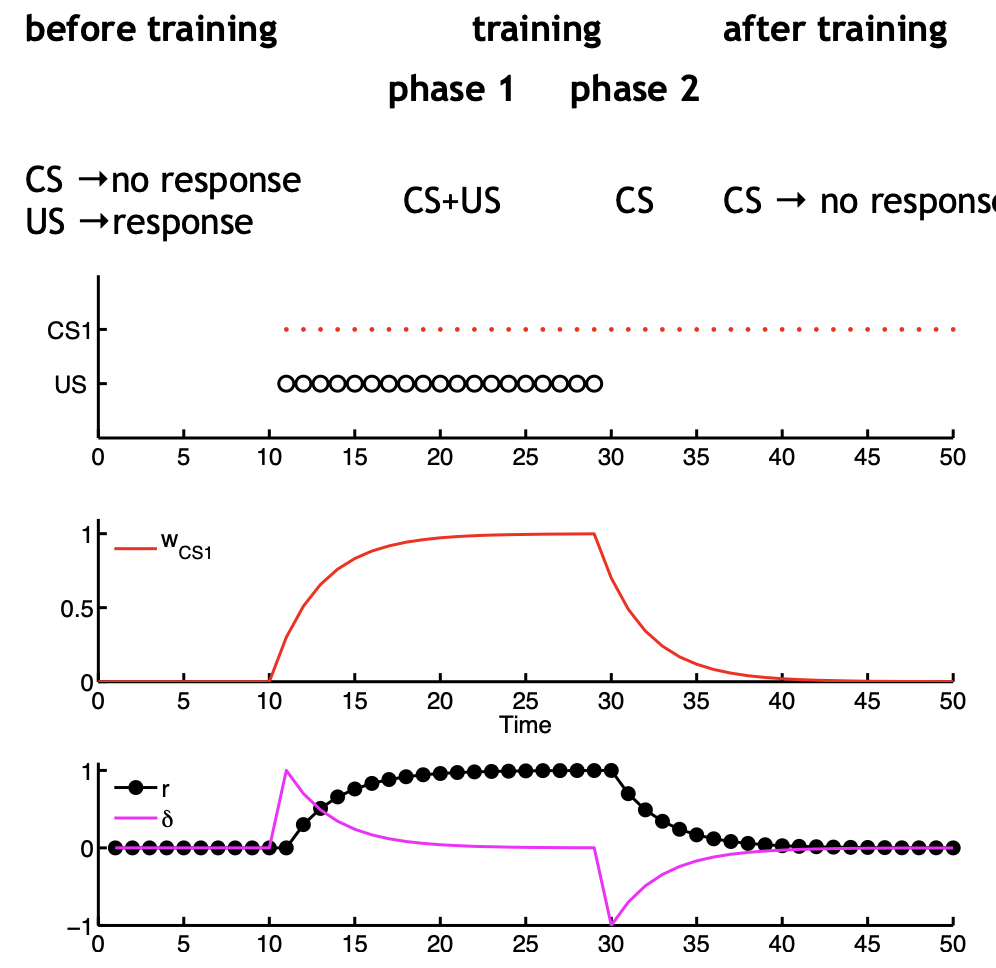 before training training after training
phase 1 phase 2
CS →no response
US →response
CS+US CS CS → no respons
CS1
US
0 5 10 15 20 25 30 35 40 45 50
1
0.5
0
w CS1
0 5 10 15 20 25 30 35 40 45 50
Time
1
0
−1
r
δ
0 5 10 15 20 25 30 35 40 45 50